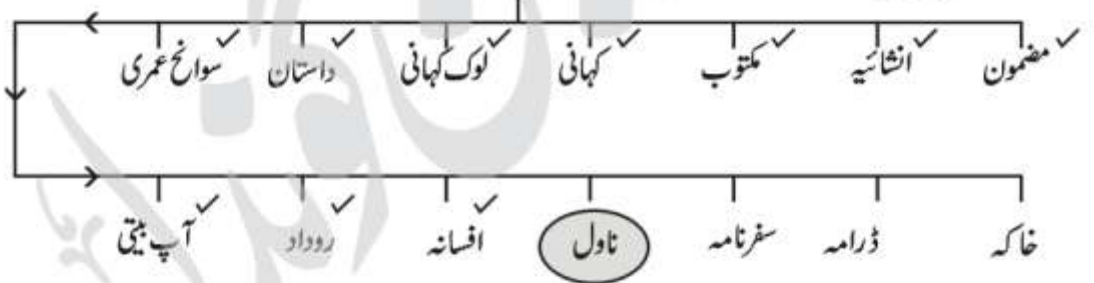 مضمون انشائیہ مکتوب کہانی لوک کہانی داستان سوانح عمری
خاکہ ڈرامہ سفرنامہ ناول افسانہ روداد آپ بیتی